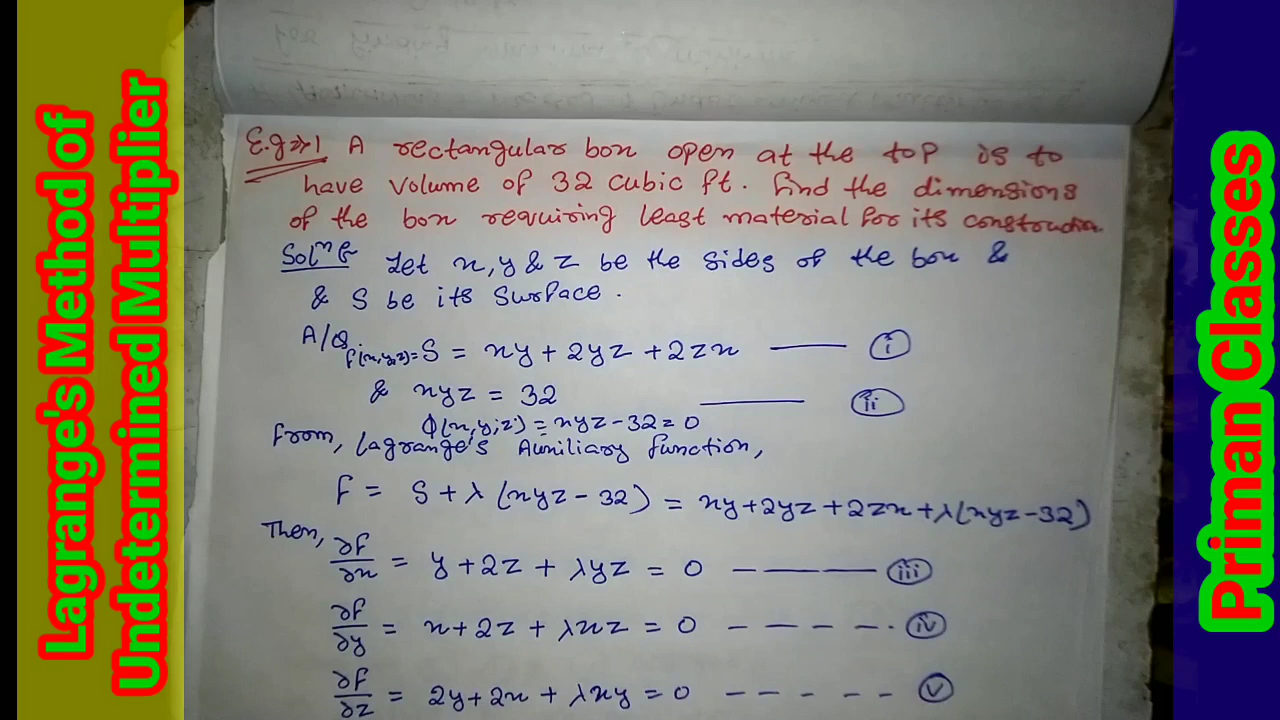 Lagrange's Method of
Undetermined Multiplier
E.g⇒1 A rectangular box open at the top is to
have volume of 32 cubic ft. find the dimensions
of the box requiring least material for its construction.
Solⁿ⇒ Let x, y & z be the sides of the box &
& S be its Surface.
A/Q, f(x,y,z)=S = xy + 2yz + 2zx ——— (i)
& xyz = 32 ——— (ii)
φ(x,y,z) = xyz - 32 = 0
From, Lagrange's Auxiliary function,
F = S + λ (xyz - 32) = xy + 2yz + 2zx + λ(xyz - 32)
Then,
∂F/∂x = y + 2z + λyz = 0 ——— (iii)
∂F/∂y = x + 2z + λxz = 0 ----- (iv)
∂F/∂z = 2y + 2x + λxy = 0 ----- (v)
Priman Classes